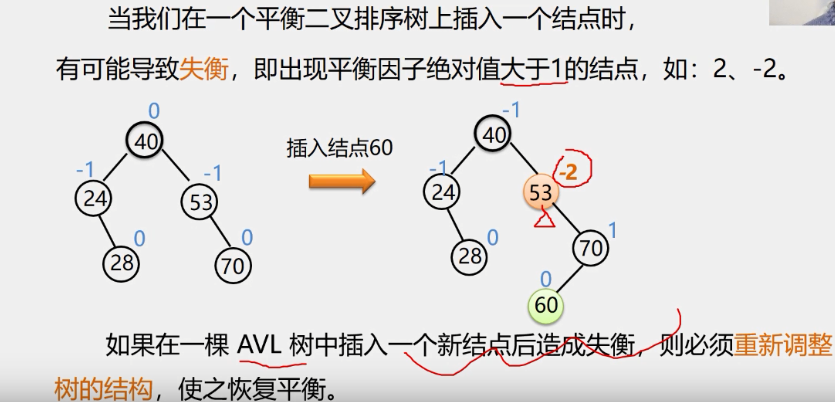 当我们在一个平衡二叉排序树上插入一个结点时，
有可能导致失衡，即出现平衡因子绝对值大于1的结点，如：2、-2。
0 -1
40 插入结点60 40
-1 -1 -1 -2
24 53 24 53
0 0 0 1
28 70 28 70
0
60
如果在一棵 AVL 树中插入一个新结点后造成失衡，则必须重新调整
树的结构，使之恢复平衡。